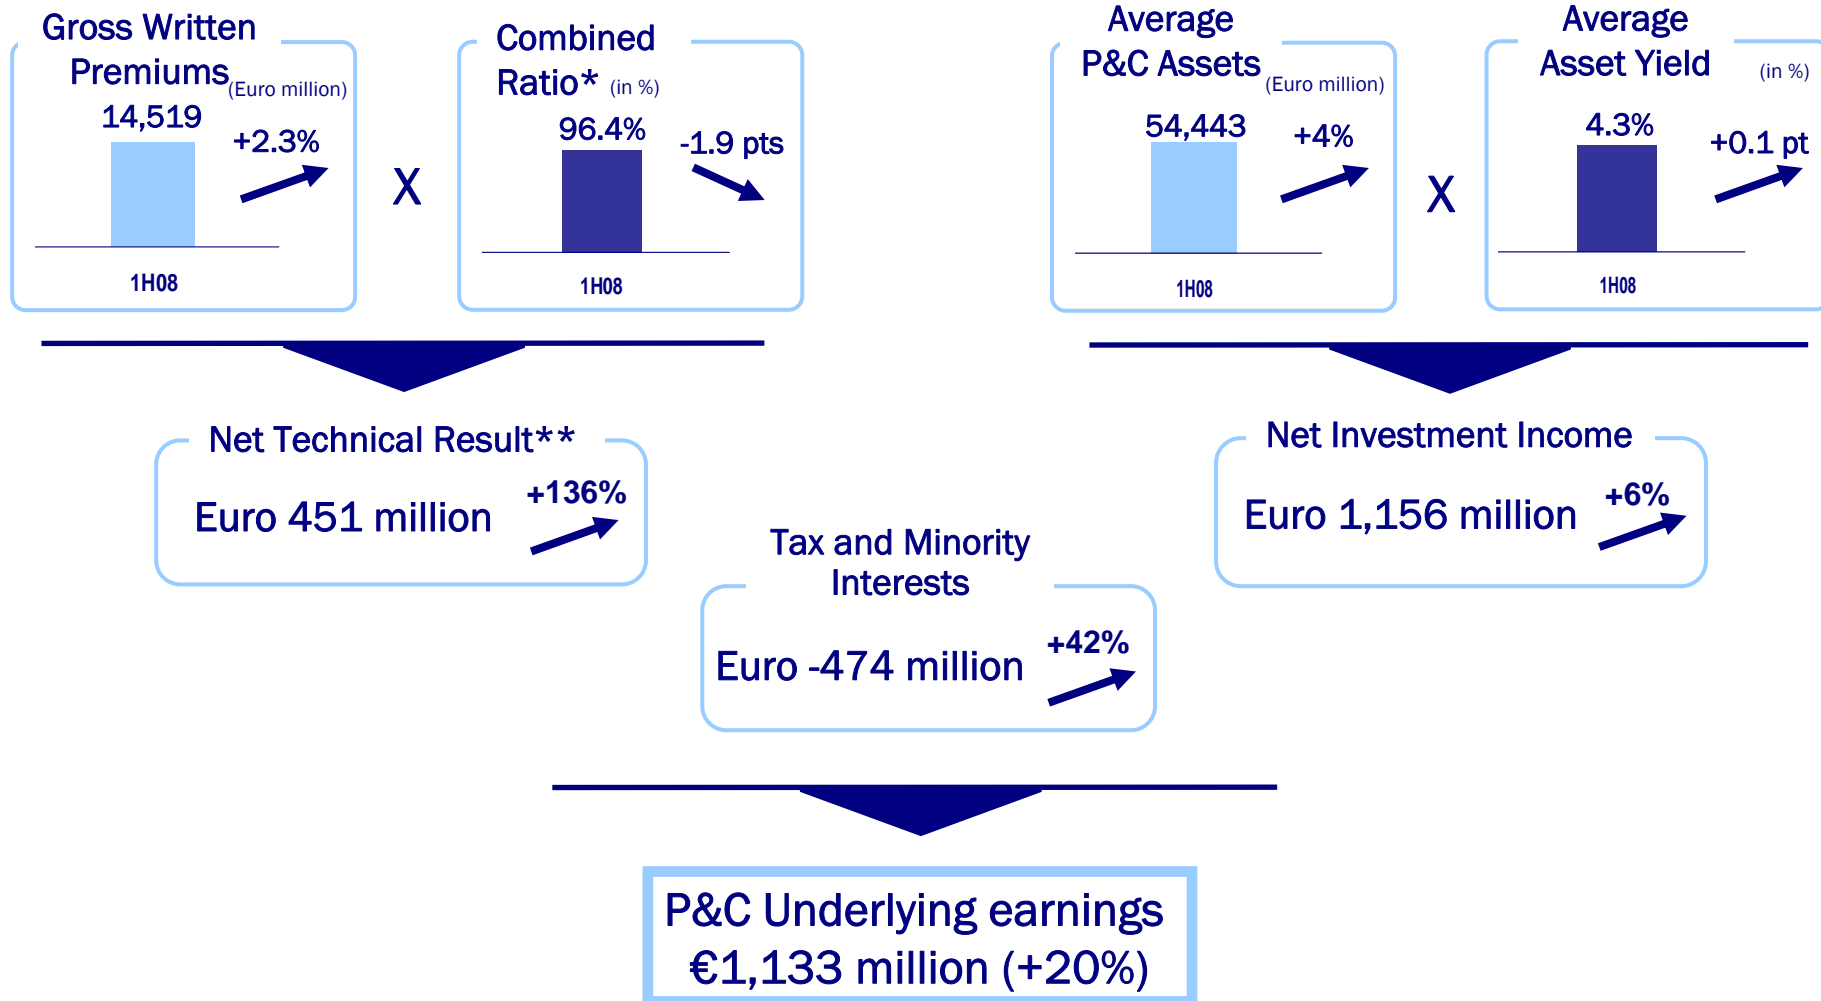 Gross Written
Premiums
(Euro million)
14,519
+2.3%
1H08
X
Combined
Ratio* (in %)
96.4%
-1.9 pts
1H08
Average
P&C Assets
(Euro million)
54,443
+4%
1H08
X
Average
Asset Yield
(in %)
4.3%
+0.1 pt
1H08
Net Technical Result**
Euro 451 million
+136%
Net Investment Income
Euro 1,156 million
+6%
Tax and Minority
Interests
Euro -474 million
+42%
P&C Underlying earnings
€1,133 million (+20%)